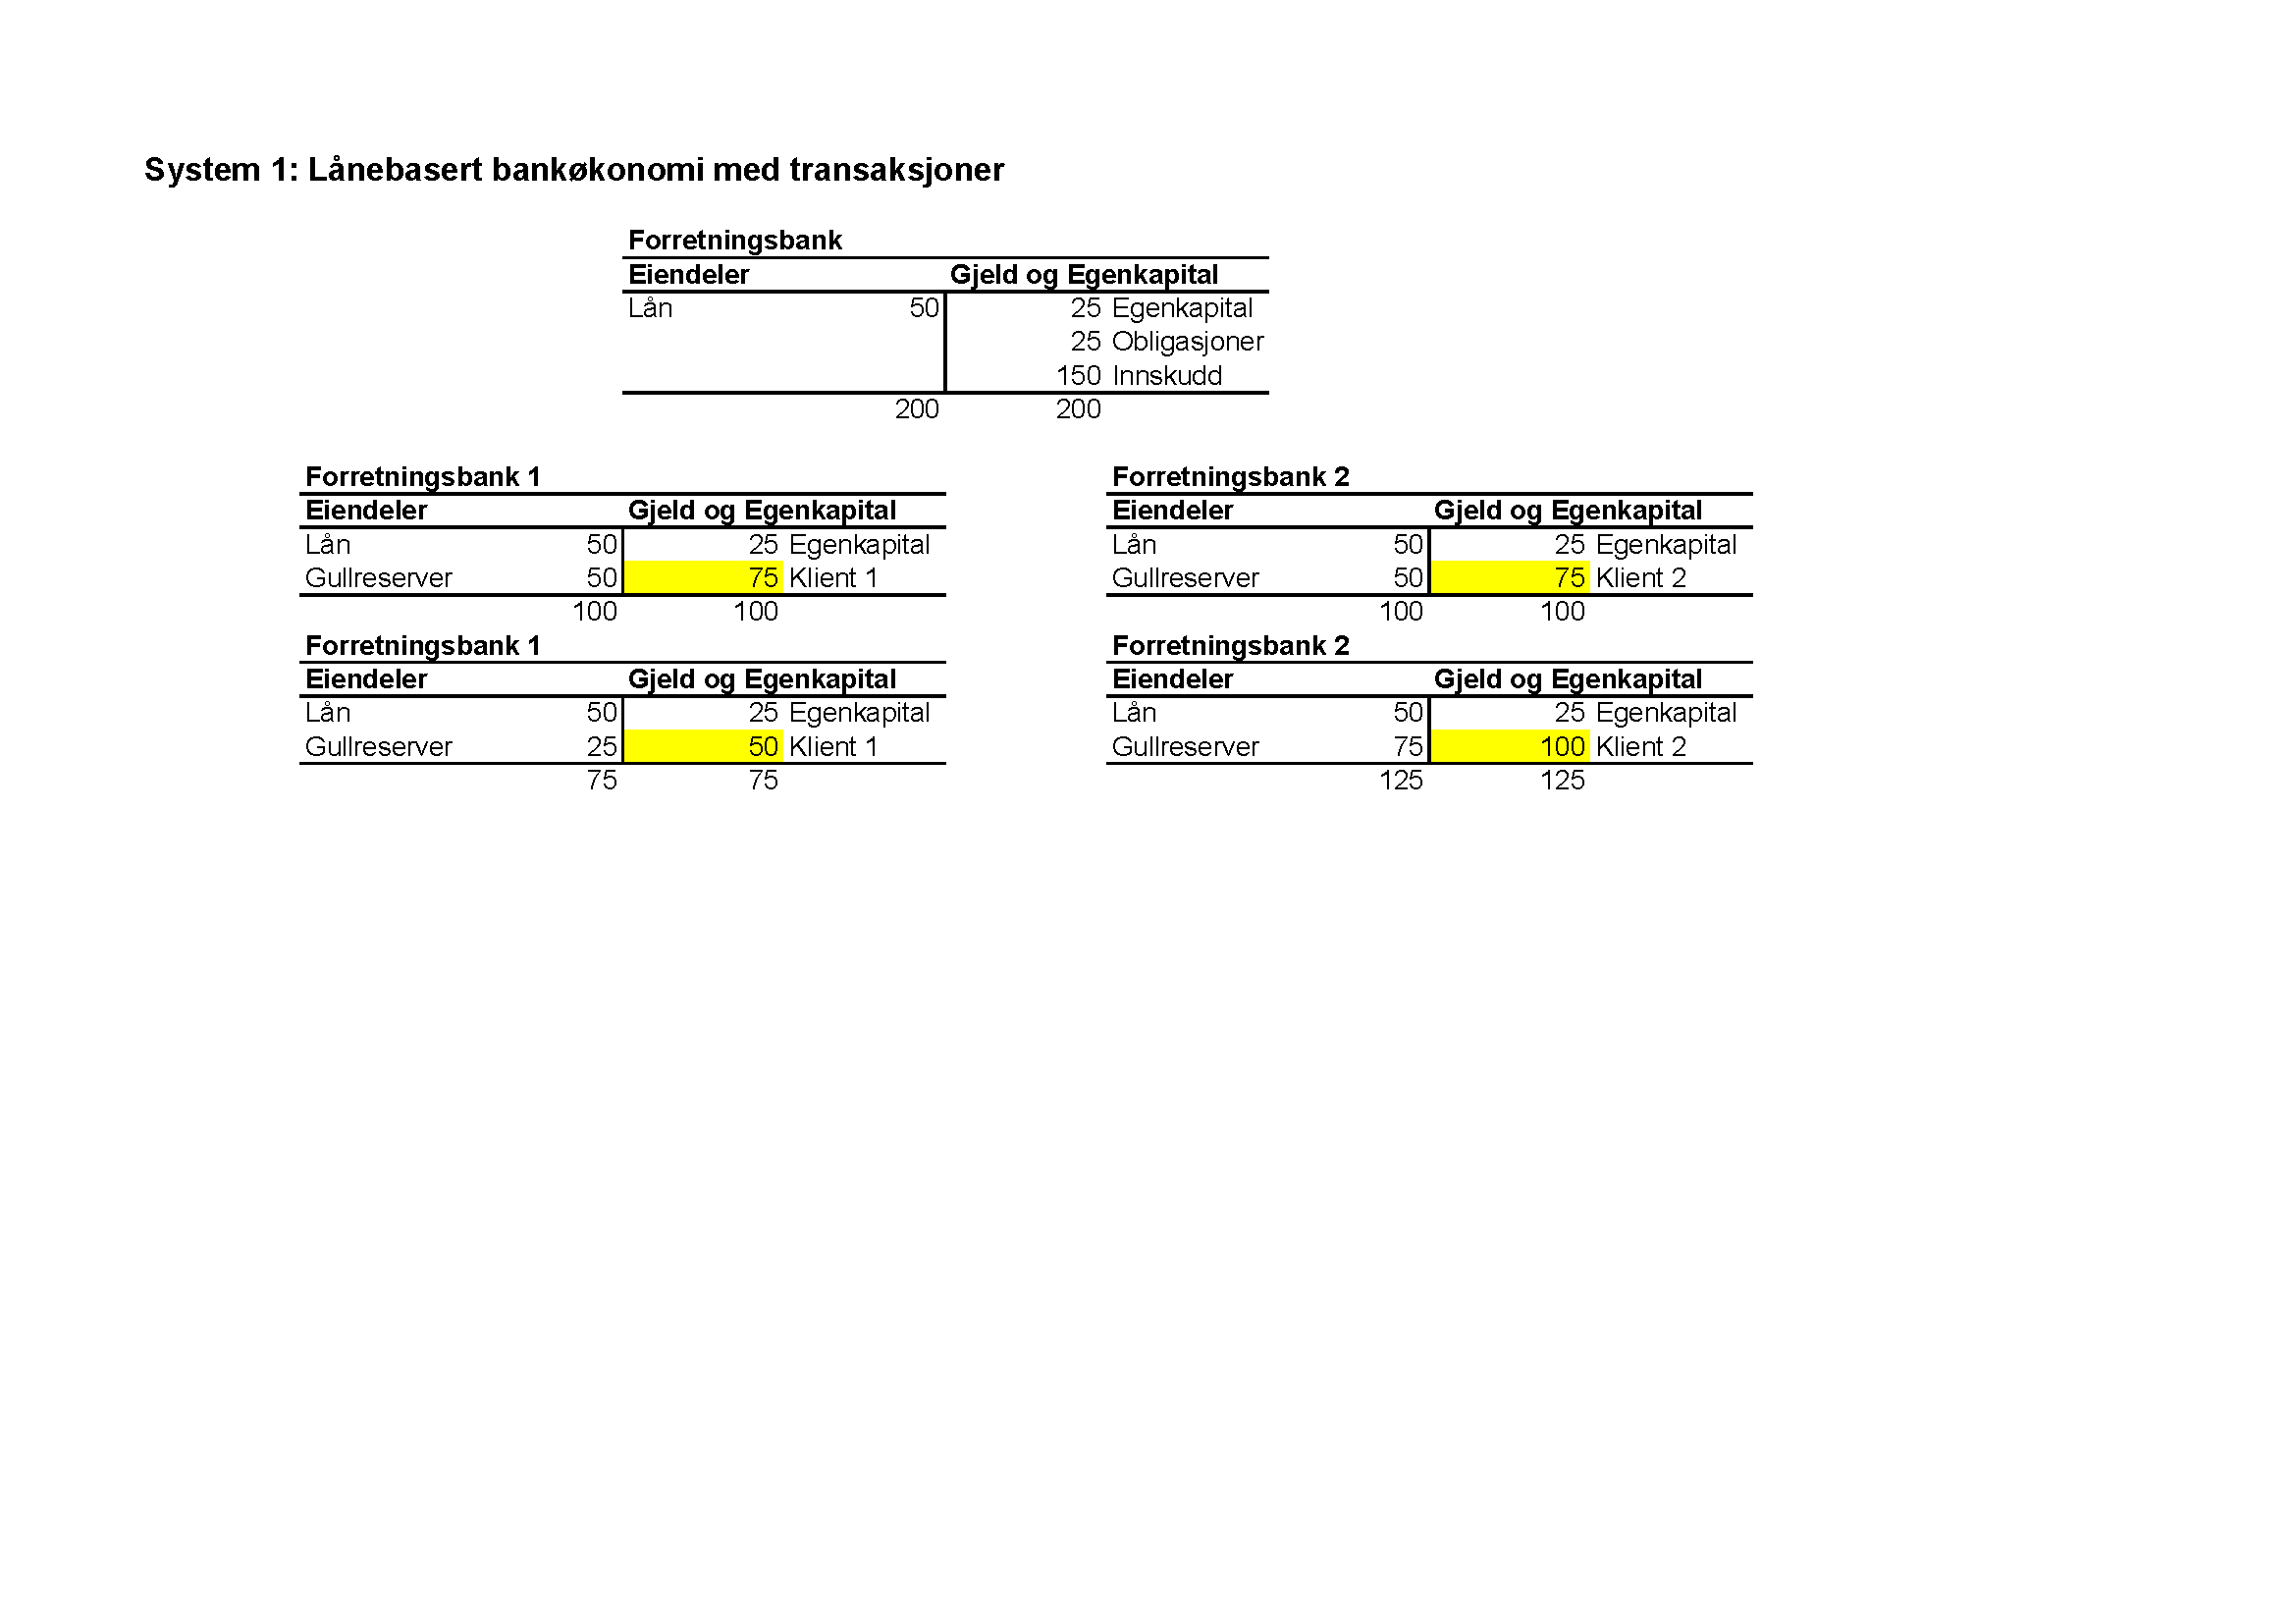 System 1: Lånebasert bankøkonomi med transaksjoner
Forretningsbank
Eiendeler Gjeld og Egenkapital
Lån 50 25 Egenkapital
25 Obligasjoner
150 Innskudd
200 200
Forretningsbank 1
Eiendeler Gjeld og Egenkapital
Lån 50 25 Egenkapital
Gullreserver 50 75 Klient 1
100 100
Forretningsbank 2
Eiendeler Gjeld og Egenkapital
Lån 50 25 Egenkapital
Gullreserver 50 75 Klient 2
100 100
Forretningsbank 1
Eiendeler Gjeld og Egenkapital
Lån 50 25 Egenkapital
Gullreserver 25 50 Klient 1
75 75
Forretningsbank 2
Eiendeler Gjeld og Egenkapital
Lån 50 25 Egenkapital
Gullreserver 75 100 Klient 2
125 125